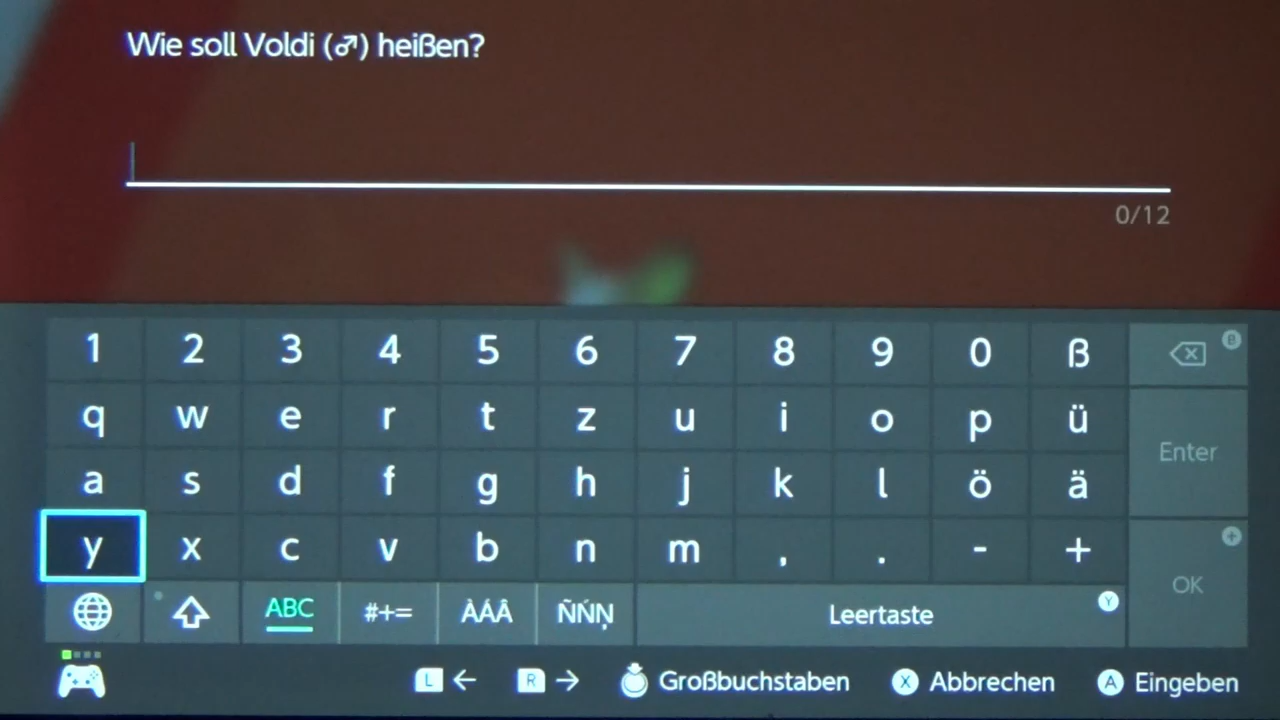 Wie soll Voldi (♂) heißen?
0/12
1 2 3 4 5 6 7 8 9 0 ß B
q w e r t z u i o p ü
a s d f g h j k l ö ä Enter
y x c v b n m , . - + +
ABC #+= ÀÁÂ ÑŃŅ Leertaste Y OK
L ← R → Großbuchstaben X Abbrechen A Eingeben